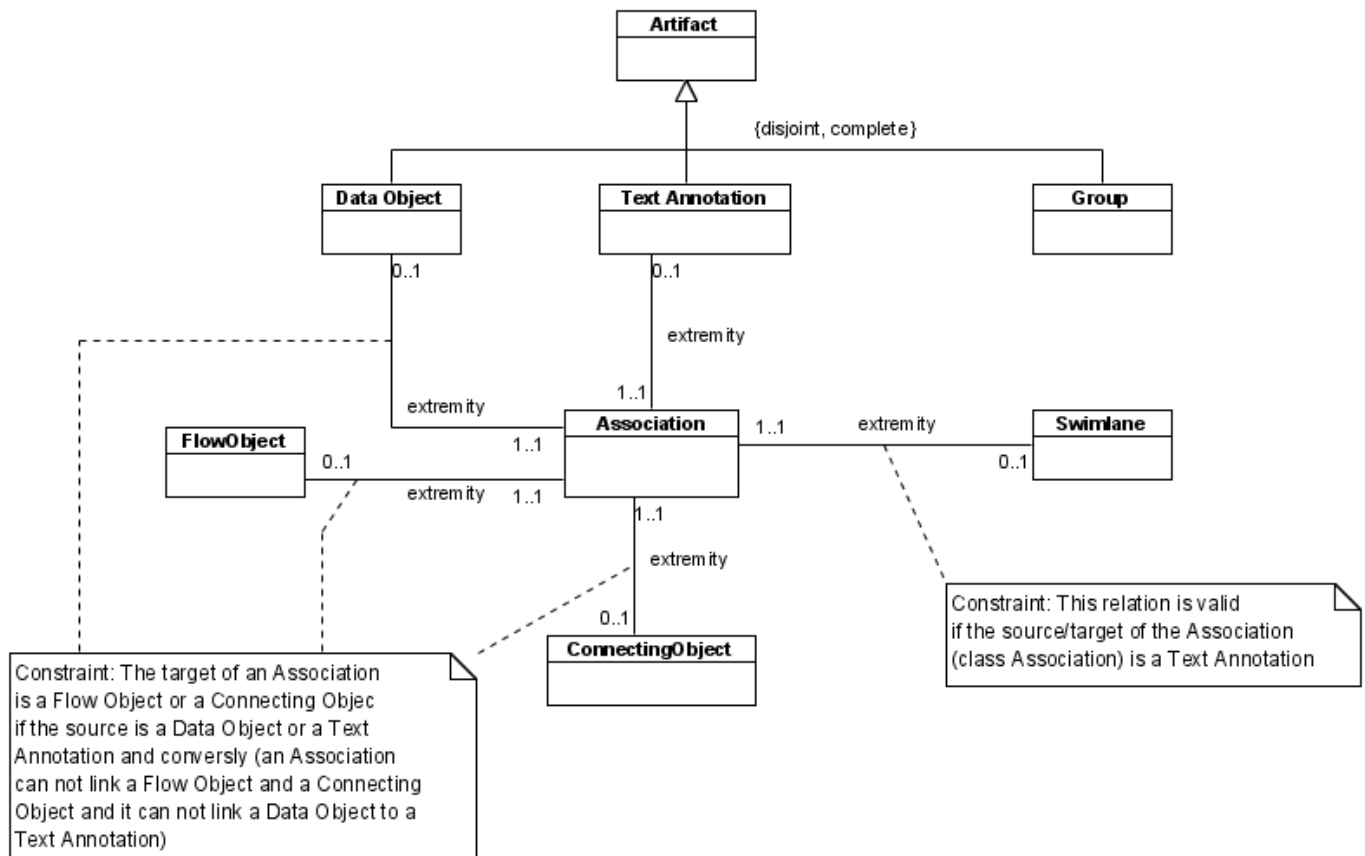 Artifact
{disjoint, complete}
Data Object
Text Annotation
Group
0..1
0..1
extremity
1..1
extremity
Association
1..1
extremity
Swimlane
FlowObject
1..1
0..1
0..1
extremity
1..1
1..1
extremity
0..1
ConnectingObject
Constraint: This relation is valid
if the source/target of the Association
(class Association) is a Text Annotation
Constraint: The target of an Association
is a Flow Object or a Connecting Objec
if the source is a Data Object or a Text
Annotation and conversly (an Association
can not link a Flow Object and a Connecting
Object and it can not link a Data Object to a
Text Annotation)